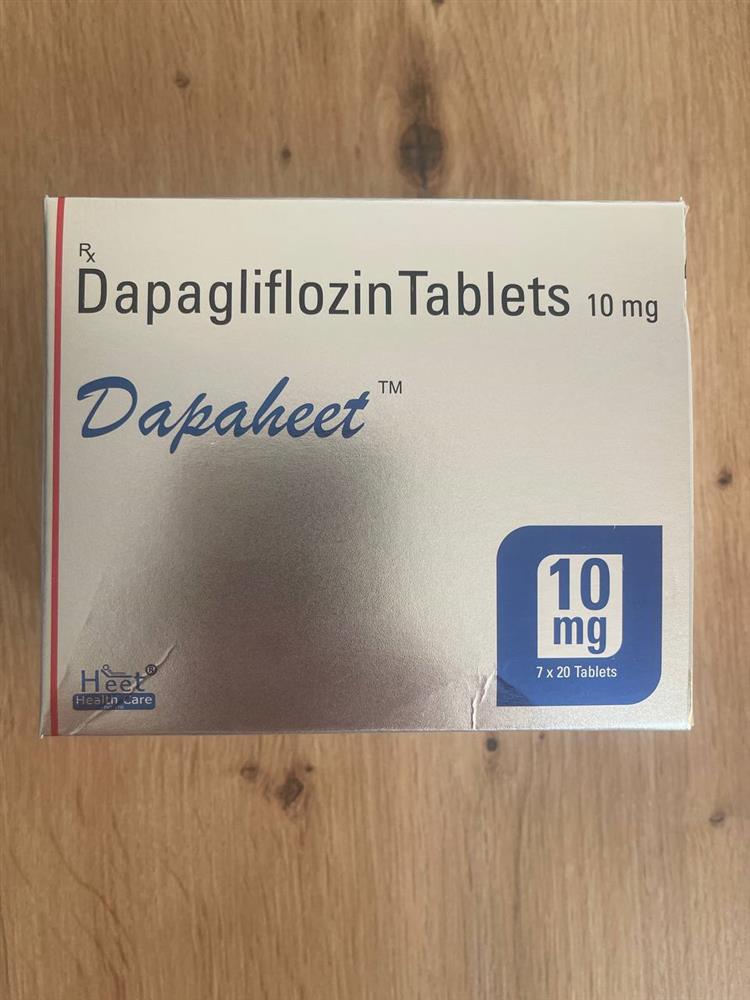 Rx
Dapagliflozin Tablets 10 mg
Dapaheet™
10
mg
7 x 20 Tablets
Heet®
Health Care